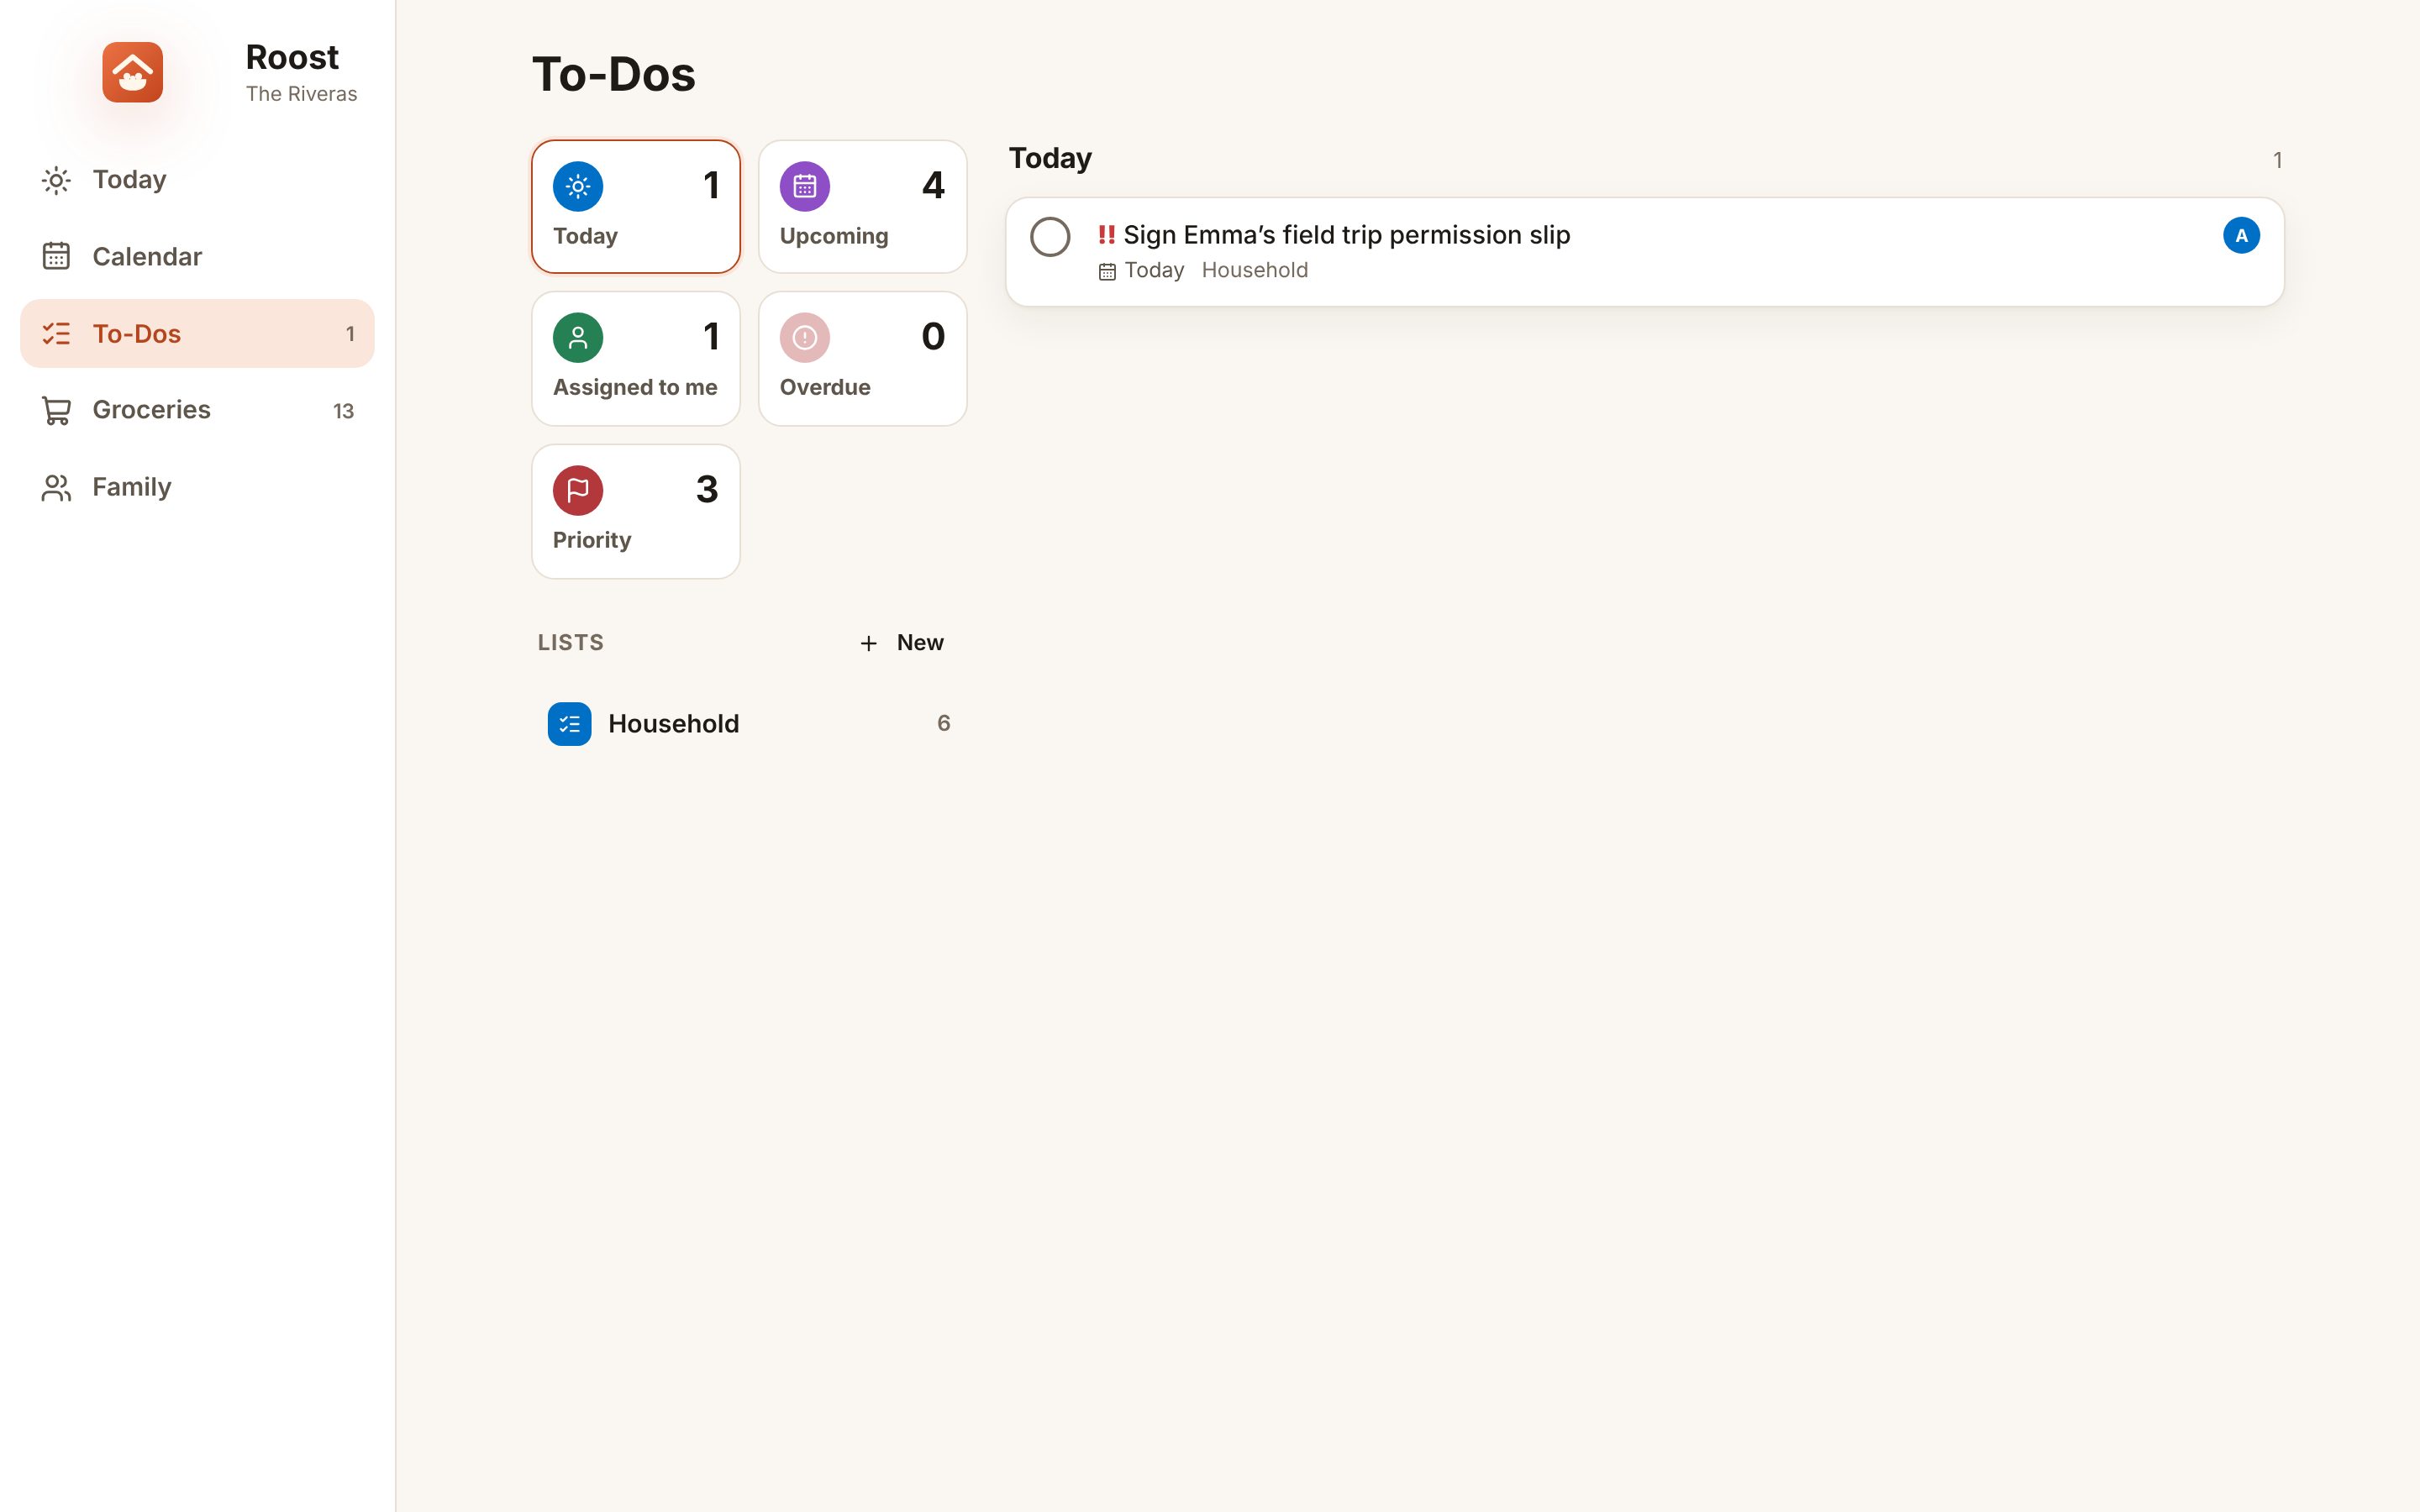 Roost
The Riveras
Today
Calendar
To-Dos 1
Groceries 13
Family
To-Dos
1
Today
4
Upcoming
1
Assigned to me
0
Overdue
3
Priority
LISTS
+ New
Household 6
Today 1
!! Sign Emma’s field trip permission slip
A
Today Household